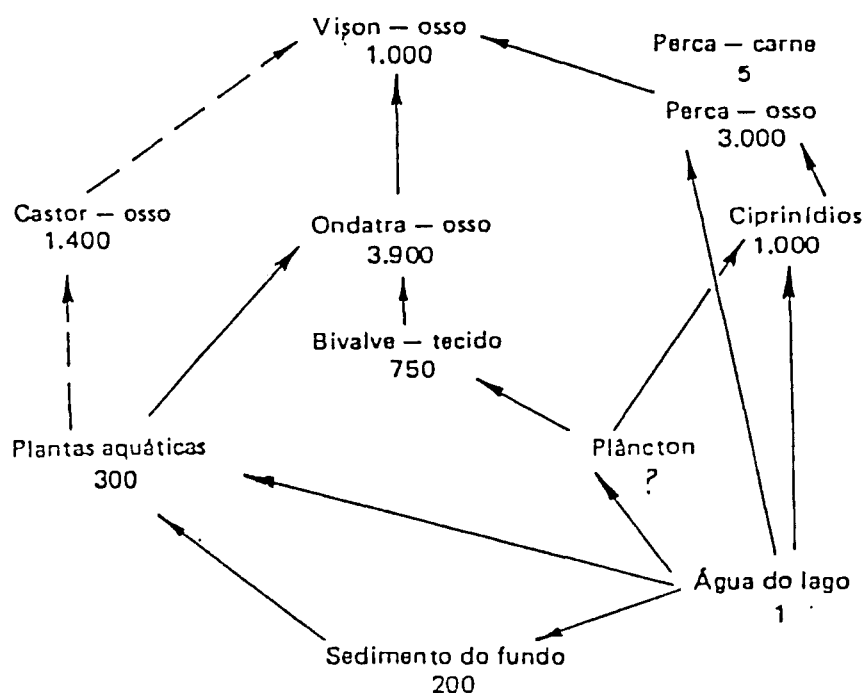 Vison — osso
1.000
Perca — carne
5
Perca — osso
3.000
Castor — osso
1.400
Ondatra — osso
3.900
Ciprinídios
1.000
Bivalve — tecido
750
Plantas aquáticas
300
Plâncton
?
Água do lago
1
Sedimento do fundo
200